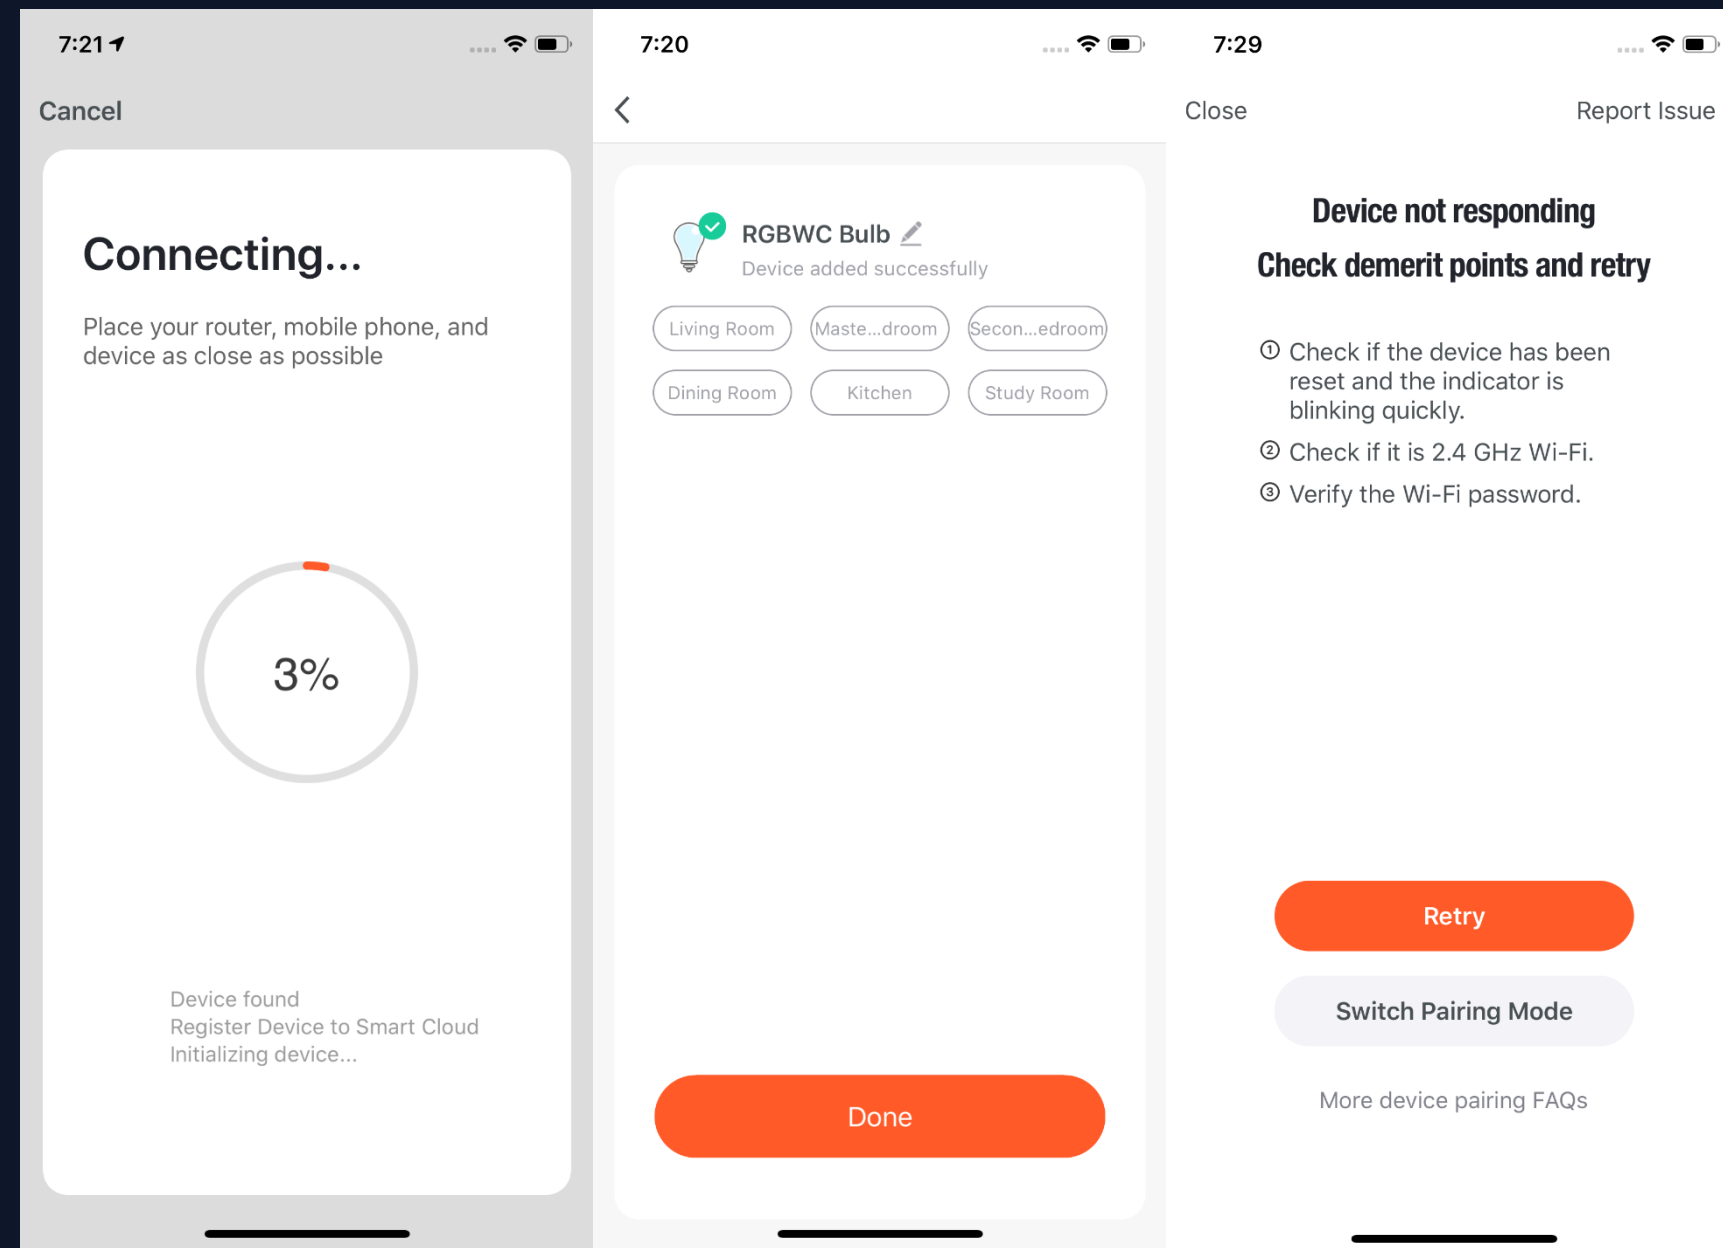 7:21
Cancel
Connecting...
Place your router, mobile phone, and
device as close as possible
3%
Device found
Register Device to Smart Cloud
Initializing device...
7:20
RGBWC Bulb
Device added successfully
Living Room
Maste...droom
Secon...edroom
Dining Room
Kitchen
Study Room
Done
7:29
Close
Report Issue
Device not responding
Check demerit points and retry
① Check if the device has been
reset and the indicator is
blinking quickly.
② Check if it is 2.4 GHz Wi-Fi.
③ Verify the Wi-Fi password.
Retry
Switch Pairing Mode
More device pairing FAQs